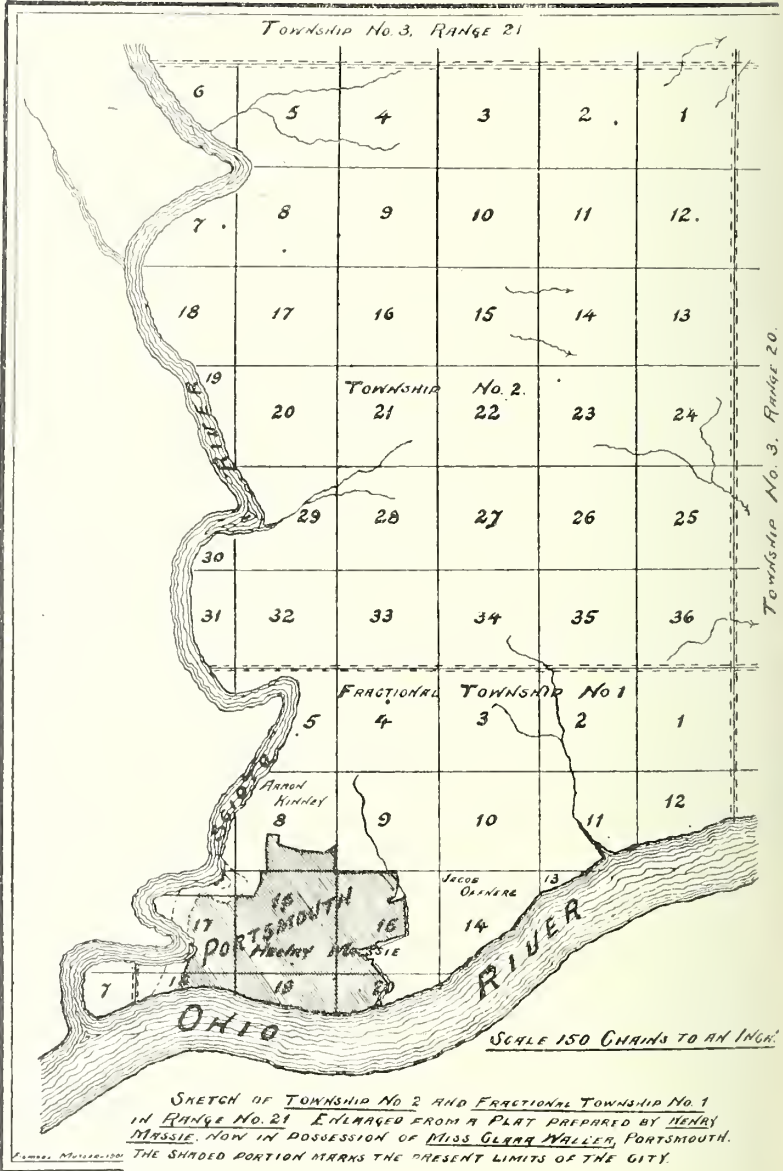 TOWNSHIP NO. 3, RANGE 21
6 5 4 3 2 1
7 8 9 10 11 12
18 17 16 15 14 13
19
RIVER
TOWNSHIP NO. 2.
20 21 22 23 24
TOWNSHIP NO. 3. RANGE 20.
29 28 27 26 25
30
31 32 33 34 35 36
FRACTIONAL TOWNSHIP NO 1
5 4 3 2 1
SCIOTO
AARON
KINNEY
8 9 10 11 12
JACOB
OFFNERE
13
17 15 14
PORTSMOUTH
HENRY MASSIE
7 18 19 20
OHIO RIVER
SCALE 150 CHAINS TO AN INCH.
SKETCH OF TOWNSHIP NO 2 AND FRACTIONAL TOWNSHIP NO. 1
IN RANGE NO. 21 ENLARGED FROM A PLAT PREPARED BY HENRY
MASSIE. NOW IN POSSESSION OF MISS CLARA WALLER, PORTSMOUTH.
THE SHADED PORTION MARKS THE PRESENT LIMITS OF THE CITY.